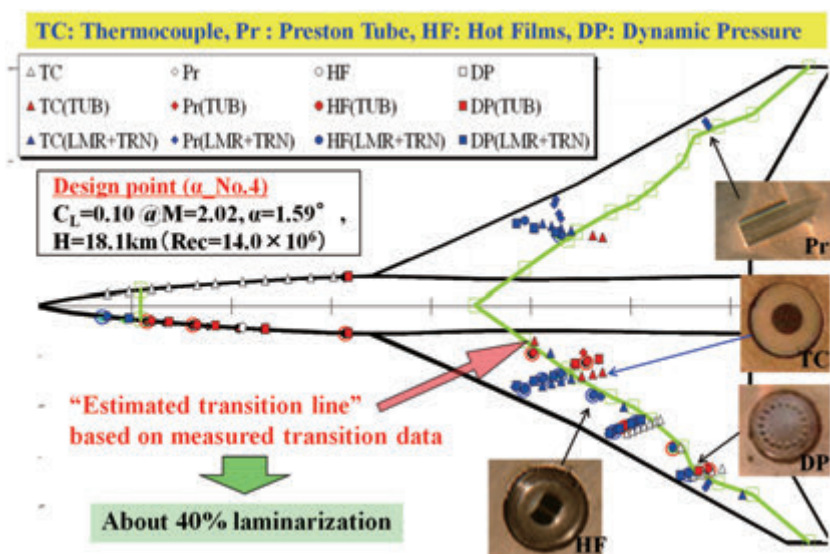 TC: Thermocouple, Pr : Preston Tube, HF: Hot Films, DP: Dynamic Pressure
TC Pr HF DP
TC(TUB) Pr(TUB) HF(TUB) DP(TUB)
TC(LMR+TRN) Pr(LMR+TRN) HF(LMR+TRN) DP(LMR+TRN)
Design point (α_No.4)
CL=0.10 @M=2.02, α=1.59°,
H=18.1km(Rec=14.0×10⁶)
Pr
TC
"Estimated transition line"
based on measured transition data
DP
About 40% laminarization
HF